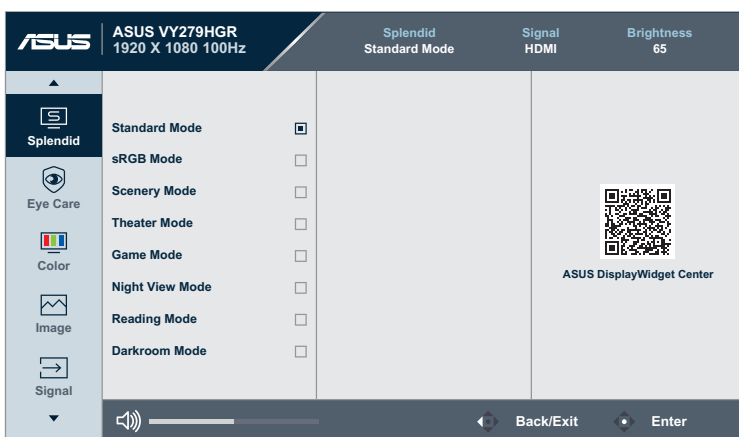 ASUS
ASUS VY279HGR
1920 X 1080 100Hz
Splendid
Standard Mode
Signal
HDMI
Brightness
65
Splendid
Eye Care
Color
Image
Signal
Standard Mode
sRGB Mode
Scenery Mode
Theater Mode
Game Mode
Night View Mode
Reading Mode
Darkroom Mode
ASUS DisplayWidget Center
Back/Exit
Enter